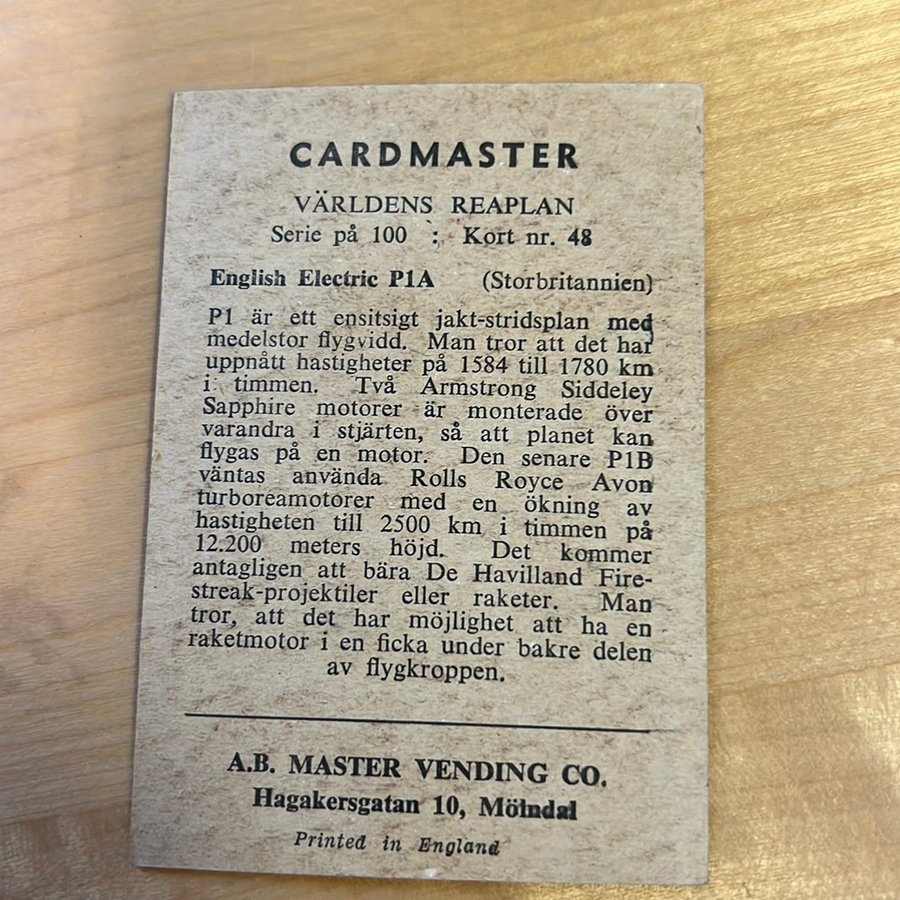 CARDMASTER
VÄRLDENS REAPLAN
Serie på 100 : Kort nr. 48
English Electric P1A (Storbritannien)
P1 är ett ensitsigt jakt-stridsplan med
medelstor flygvidd. Man tror att det har
uppnått hastigheter på 1584 till 1780 km
i timmen. Två Armstrong Siddeley
Sapphire motorer är monterade över
varandra i stjärten, så att planet kan
flygas på en motor. Den senare P1B
väntas använda Rolls Royce Avon
turboreamotorer med en ökning av
hastigheten till 2500 km i timmen på
12.200 meters höjd. Det kommer
antagligen att bära De Havilland Fire-
streak-projektiler eller raketer. Man
tror, att det har möjlighet att ha en
raketmotor i en ficka under bakre delen
av flygkroppen.
A.B. MASTER VENDING CO.
Hagakersgatan 10, Mölndal
Printed in England